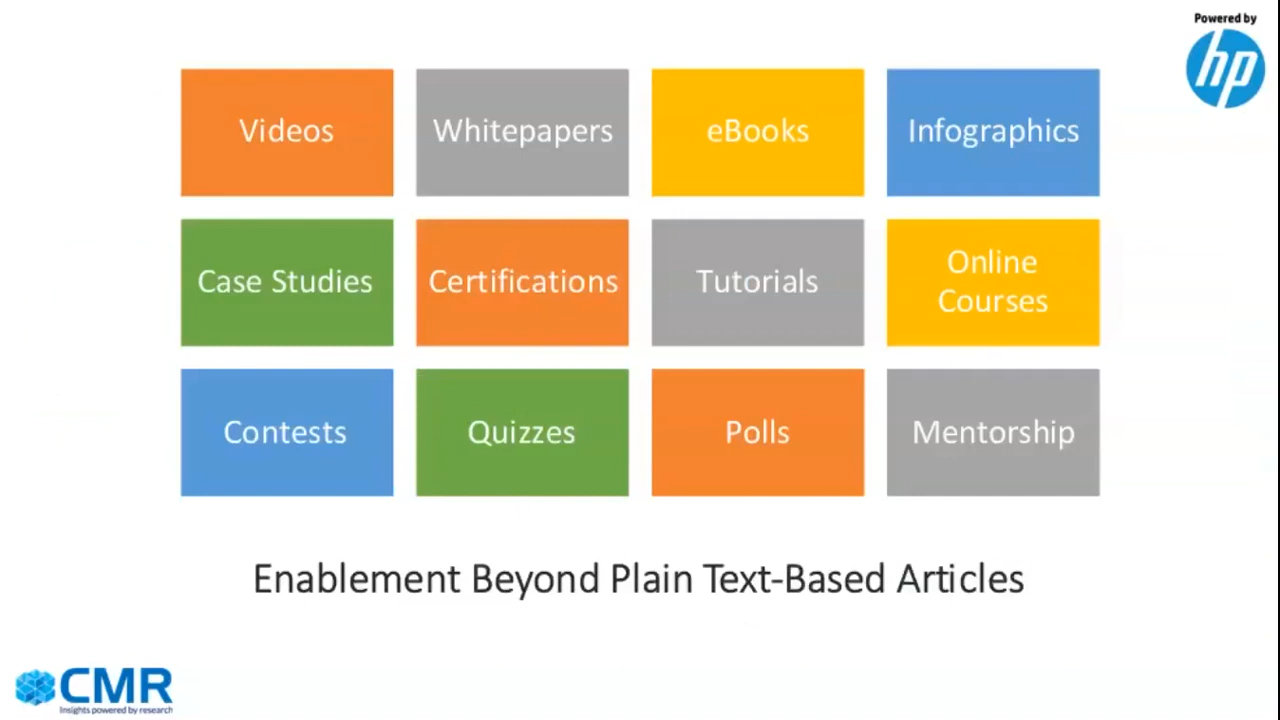 Powered by
hp
Videos
Whitepapers
eBooks
Infographics
Case Studies
Certifications
Tutorials
Online
Courses
Contests
Quizzes
Polls
Mentorship
Enablement Beyond Plain Text-Based Articles
CMR
Insights powered by research